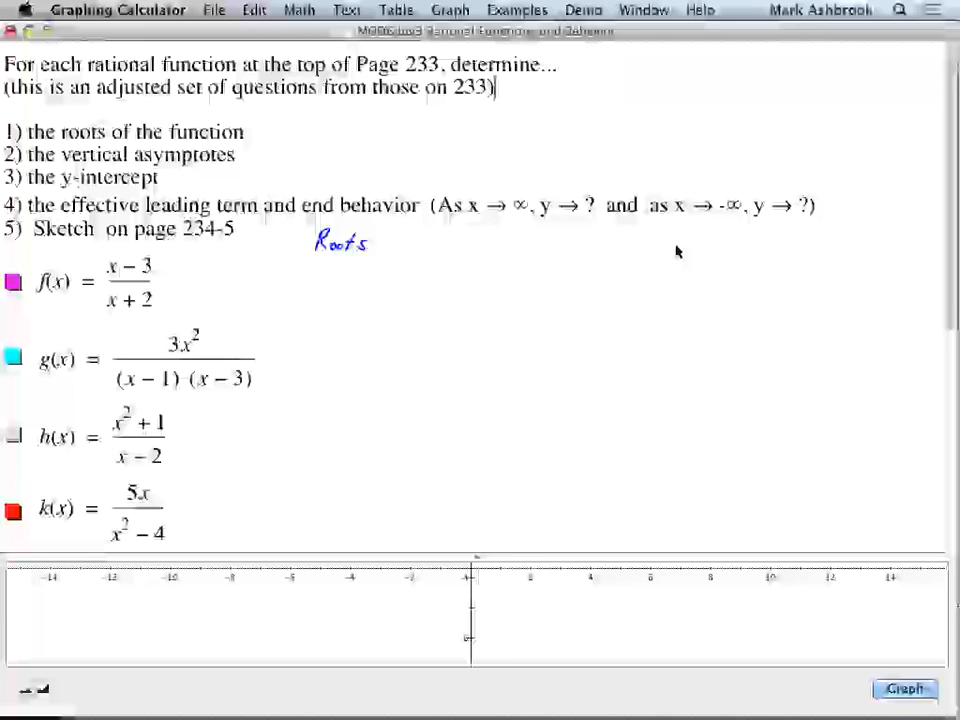 Graphing Calculator File Edit Math Text Table Graph Examples Demo Window Help Mark Ashbrook
For each rational function at the top of Page 233, determine...
(this is an adjusted set of questions from those on 233)
1) the roots of the function
2) the vertical asymptotes
3) the y-intercept
4) the effective leading term and end behavior (As x → ∞, y → ? and as x → -∞, y → ?)
5) Sketch on page 234-5
Roots
f(x) = (x − 3)/(x + 2)
g(x) = 3x²/((x − 1)·(x − 3))
h(x) = (x² + 1)/(x − 2)
k(x) = 5x/(x² − 4)
-14 -12 -10 -8 -6 -4 -2 2 4 6 8 10 12 14
Graph